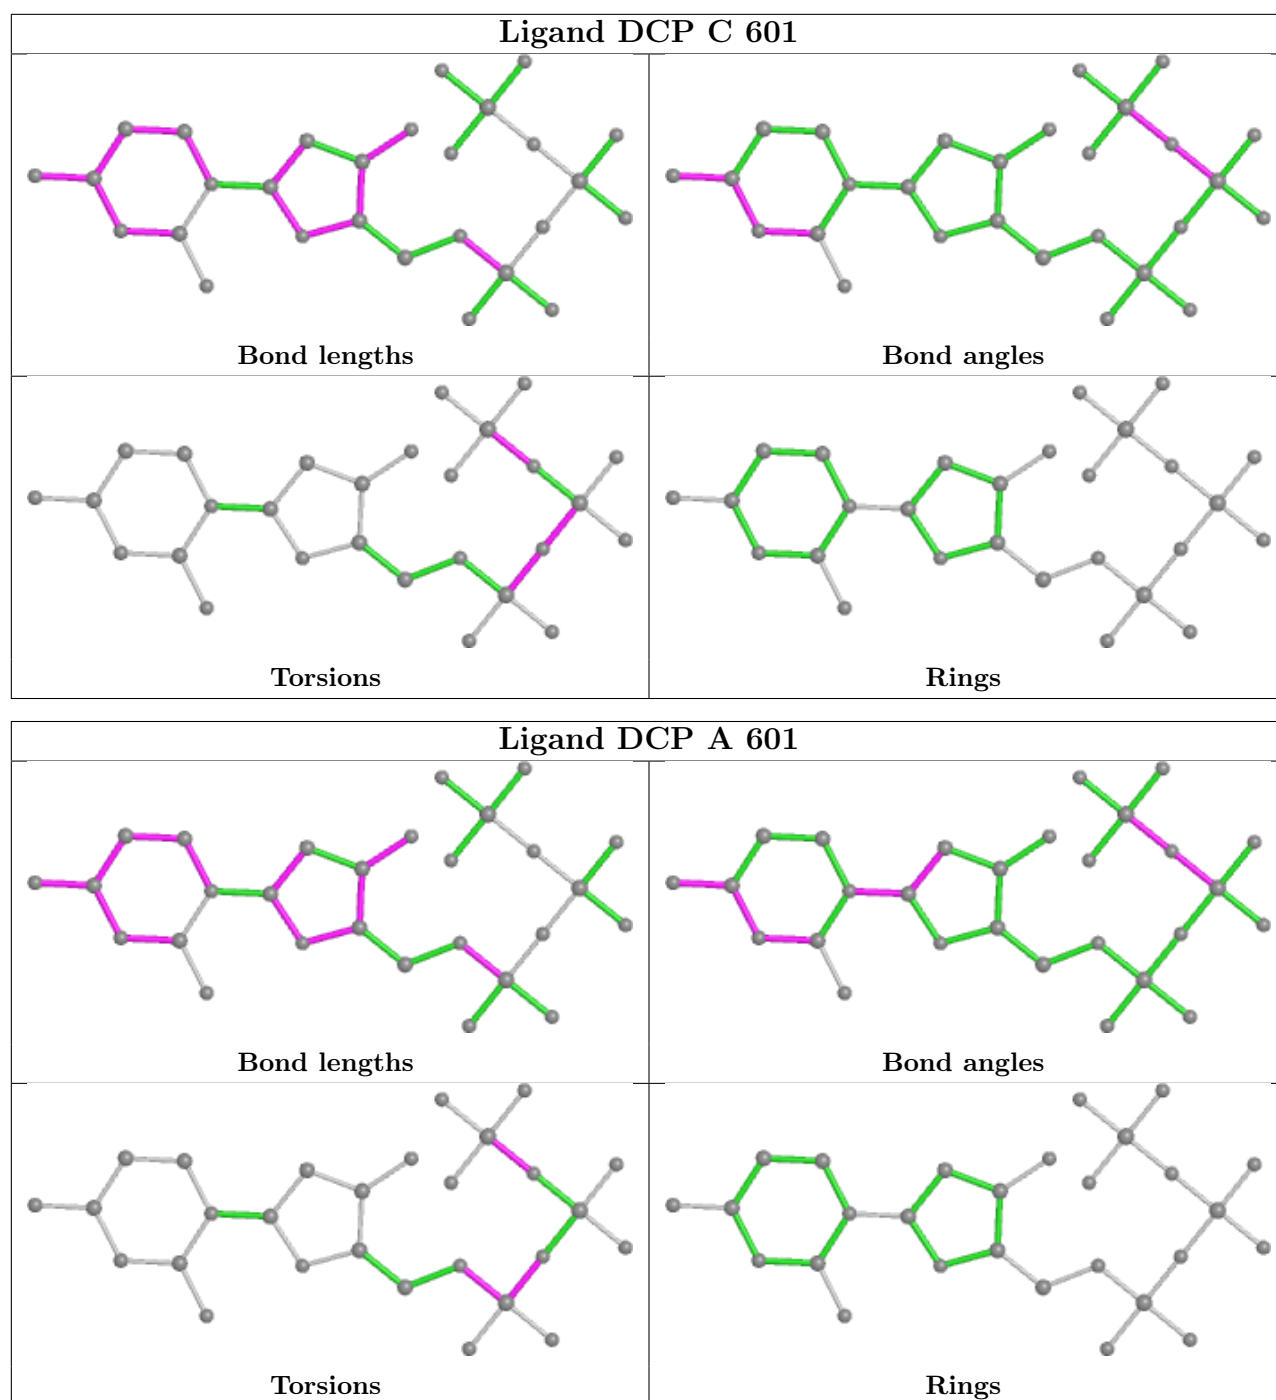 Ligand DCP C 601
Bond lengths
Bond angles
Torsions
Rings
Ligand DCP A 601
Bond lengths
Bond angles
Torsions
Rings